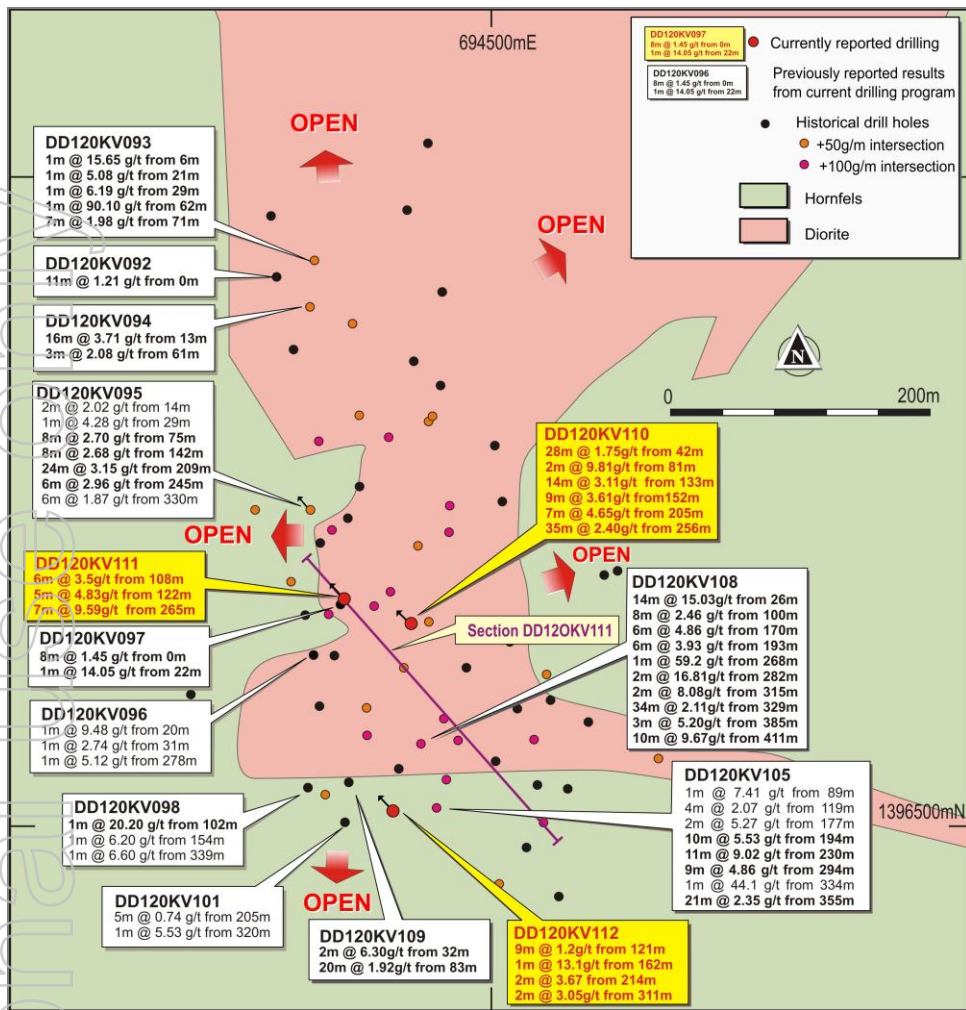 694500mE
DD120KV097
8m @ 1.45 g/t from 0m
1m @ 14.05 g/t from 22m
Currently reported drilling
DD120KV096
8m @ 1.45 g/t from 0m
1m @ 14.05 g/t from 22m
Previously reported results
from current drilling program
Historical drill holes
+50g/m intersection
+100g/m intersection
Hornfels
Diorite
OPEN
OPEN
DD120KV093
1m @ 15.65 g/t from 6m
1m @ 5.08 g/t from 21m
1m @ 6.19 g/t from 29m
1m @ 90.10 g/t from 62m
7m @ 1.98 g/t from 71m
DD120KV092
11m @ 1.21 g/t from 0m
DD120KV094
16m @ 3.71 g/t from 13m
3m @ 2.08 g/t from 61m
N
0 200m
DD120KV095
2m @ 2.02 g/t from 14m
1m @ 4.28 g/t from 29m
8m @ 2.70 g/t from 75m
8m @ 2.68 g/t from 142m
24m @ 3.15 g/t from 209m
6m @ 2.96 g/t from 245m
6m @ 1.87 g/t from 330m
DD120KV110
28m @ 1.75g/t from 42m
2m @ 9.81g/t from 81m
14m @ 3.11g/t from 133m
9m @ 3.61g/t from152m
7m @ 4.65g/t from 205m
35m @ 2.40g/t from 256m
OPEN
OPEN
DD120KV111
6m @ 3.5g/t from 108m
5m @ 4.83g/t from 122m
7m @ 9.59g/t from 265m
DD120KV108
14m @ 15.03g/t from 26m
8m @ 2.46 g/t from 100m
6m @ 4.86 g/t from 170m
6m @ 3.93 g/t from 193m
1m @ 59.2 g/t from 268m
2m @ 16.81g/t from 282m
2m @ 8.08g/t from 315m
34m @ 2.11g/t from 329m
3m @ 5.20g/t from 385m
10m @ 9.67g/t from 411m
Section DD12OKV111
DD120KV097
8m @ 1.45 g/t from 0m
1m @ 14.05 g/t from 22m
DD120KV096
1m @ 9.48 g/t from 20m
1m @ 2.74 g/t from 31m
1m @ 5.12 g/t from 278m
DD120KV105
1m @ 7.41 g/t from 89m
4m @ 2.07 g/t from 119m
2m @ 5.27 g/t from 177m
10m @ 5.53 g/t from 194m
11m @ 9.02 g/t from 230m
9m @ 4.86 g/t from 294m
1m @ 44.1 g/t from 334m
21m @ 2.35 g/t from 355m
1396500mN
DD120KV098
1m @ 20.20 g/t from 102m
1m @ 6.20 g/t from 154m
1m @ 6.60 g/t from 339m
OPEN
DD120KV101
5m @ 0.74 g/t from 205m
1m @ 5.53 g/t from 320m
DD120KV109
2m @ 6.30g/t from 32m
20m @ 1.92g/t from 83m
DD120KV112
9m @ 1.2g/t from 121m
1m @ 13.1g/t from 162m
2m @ 3.67 from 214m
2m @ 3.05g/t from 311m